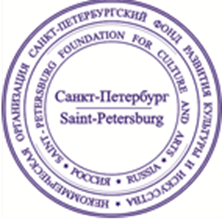 НЕКОММЕРЧЕСКАЯ ОРГАНИЗАЦИЯ САНКТ-ПЕТЕРБУРГСКИЙ ФОНД РАЗВИТИЯ КУЛЬТУРЫ И ИСКУССТВА
SAINT-PETERSBURG FOUNDATION FOR CULTURE AND ARTS
РОССИЯ • RUSSIA
Санкт-Петербург
Saint-Petersburg